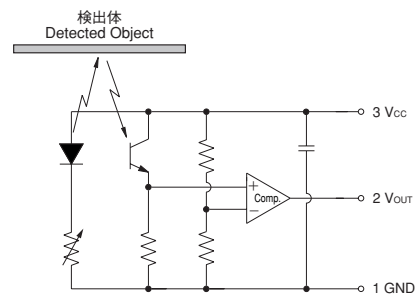 検出体
Detected Object
3 Vcc
+
Comp.
−
2 VOUT
1 GND